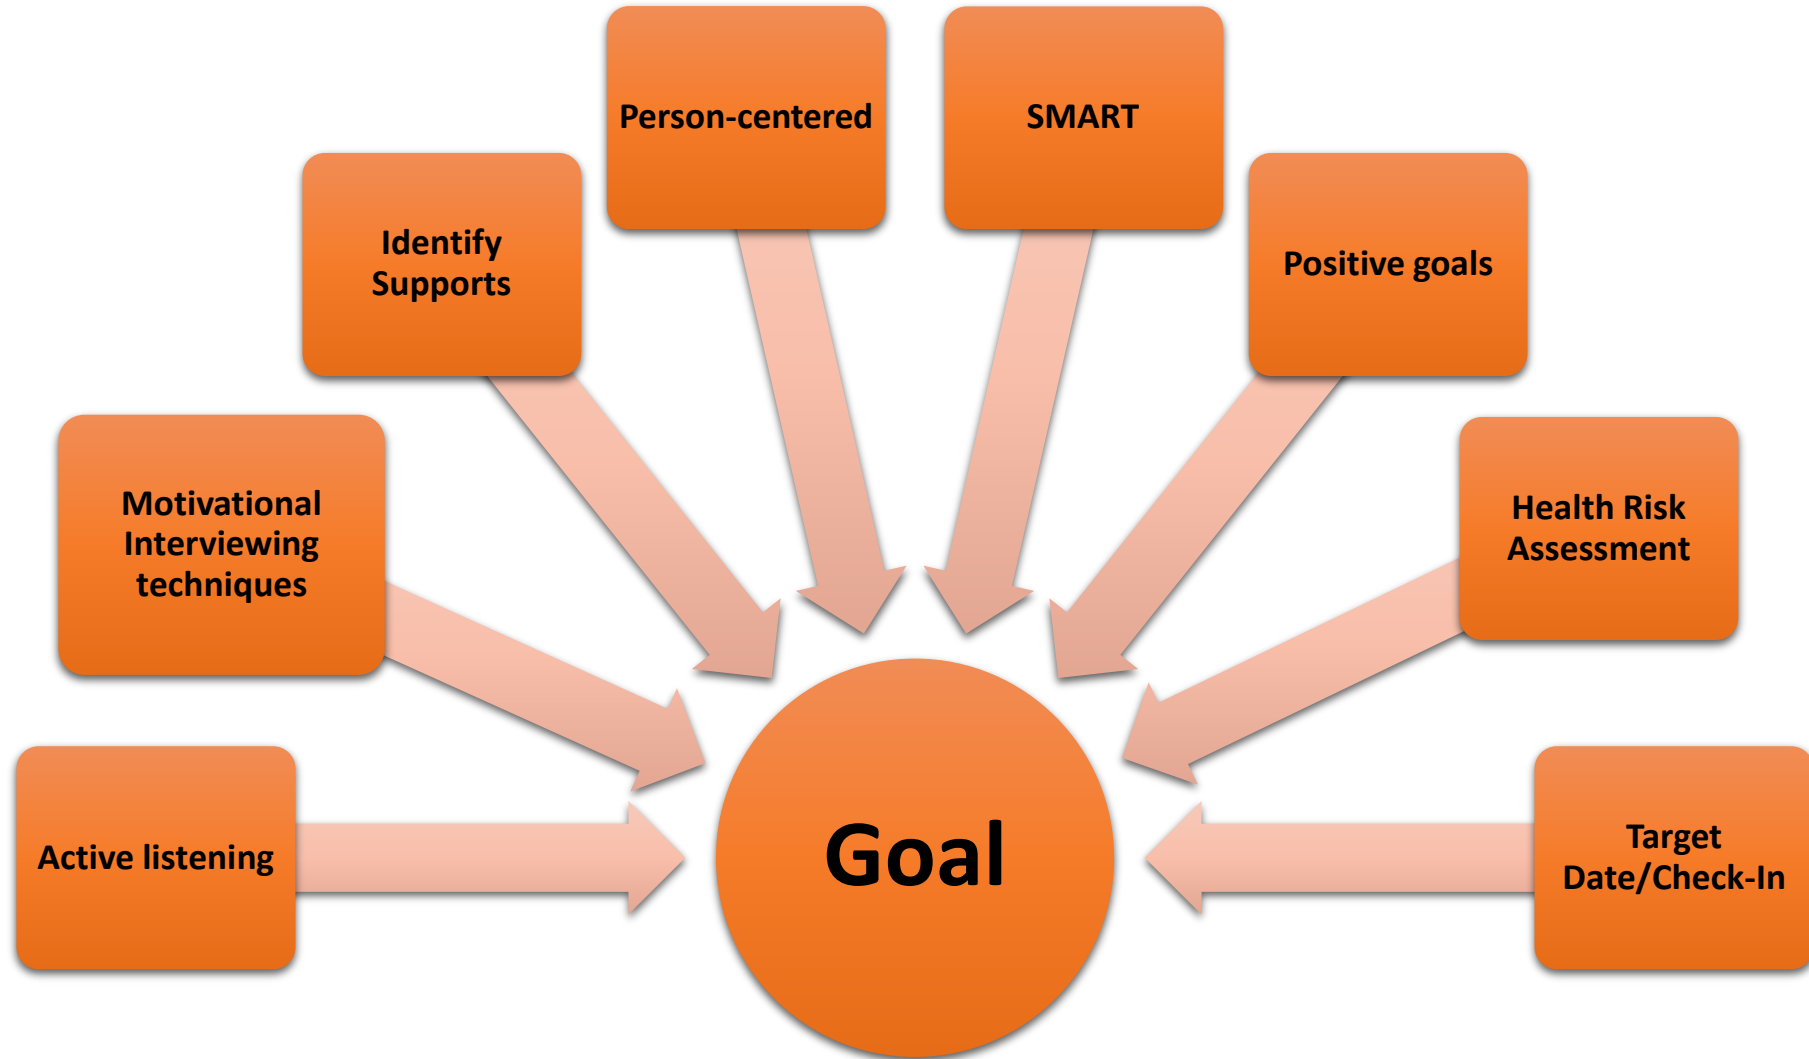 Person-centered
SMART
Identify
Supports
Positive goals
Motivational
Interviewing
techniques
Health Risk
Assessment
Active listening
Goal
Target
Date/Check-In